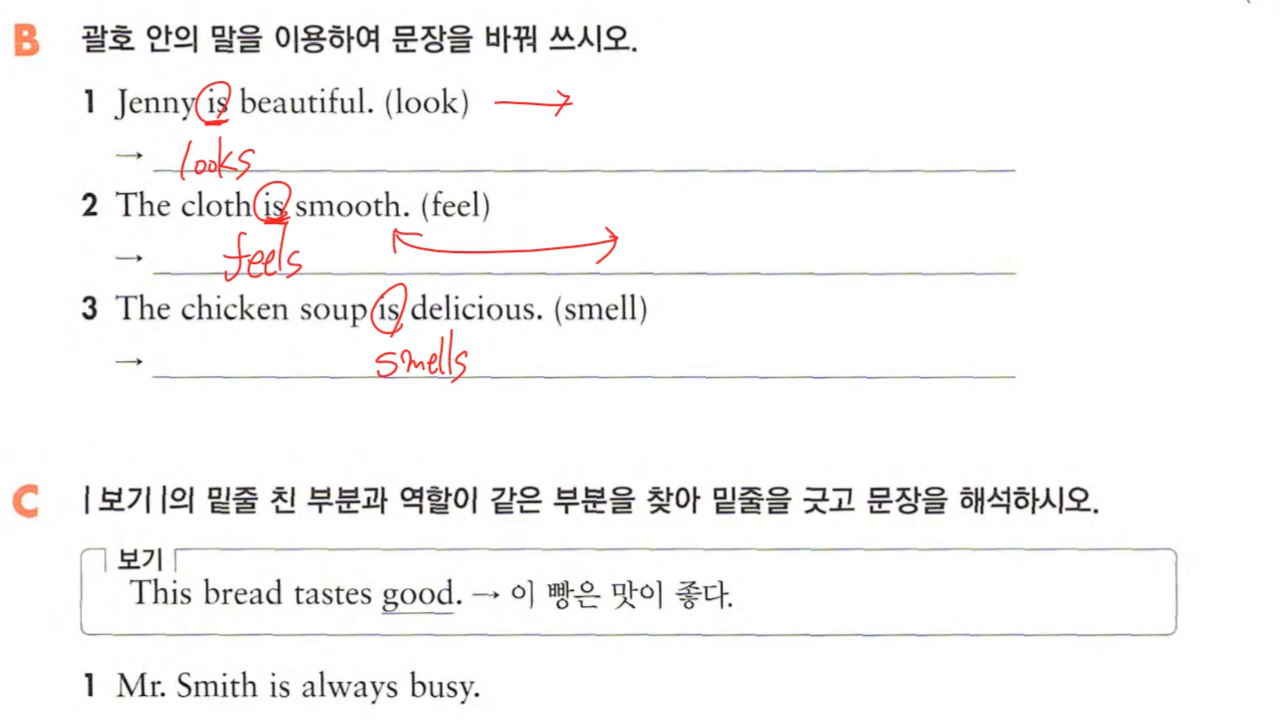 B 괄호 안의 말을 이용하여 문장을 바꿔 쓰시오.
1 Jenny is beautiful. (look) →
→ looks
2 The cloth is smooth. (feel)
→ feels
3 The chicken soup is delicious. (smell)
→ smells
C |보기|의 밑줄 친 부분과 역할이 같은 부분을 찾아 밑줄을 긋고 문장을 해석하시오.
보기
This bread tastes good. → 이 빵은 맛이 좋다.
1 Mr. Smith is always busy.